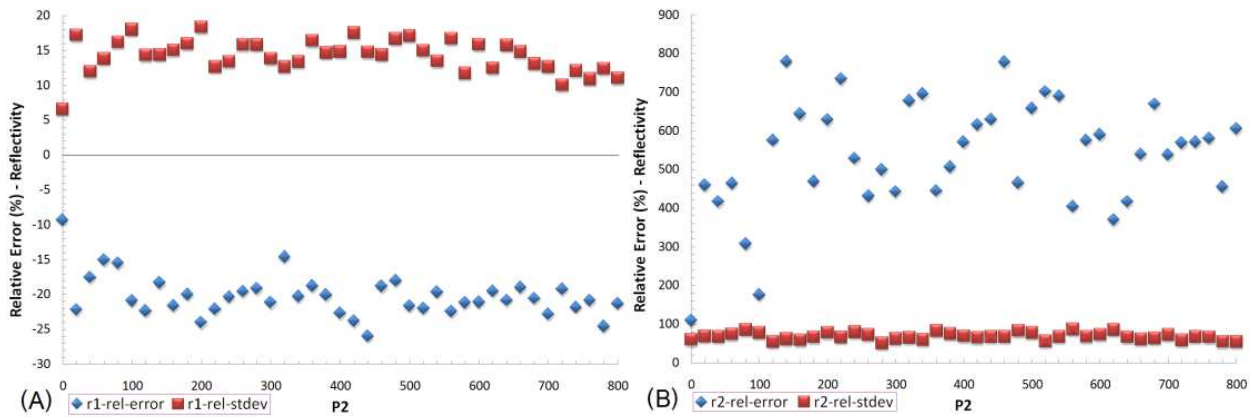 Relative Error (%) - Reflectivity
20
15
10
5
0
-5
-10
-15
-20
-25
-30
0 100 200 300 400 500 600 700 800
P2
(A)
r1-rel-error r1-rel-stdev
Relative Error (%) - Reflectivity
900
800
700
600
500
400
300
200
100
0
0 100 200 300 400 500 600 700 800
P2
(B)
r2-rel-error r2-rel-stdev